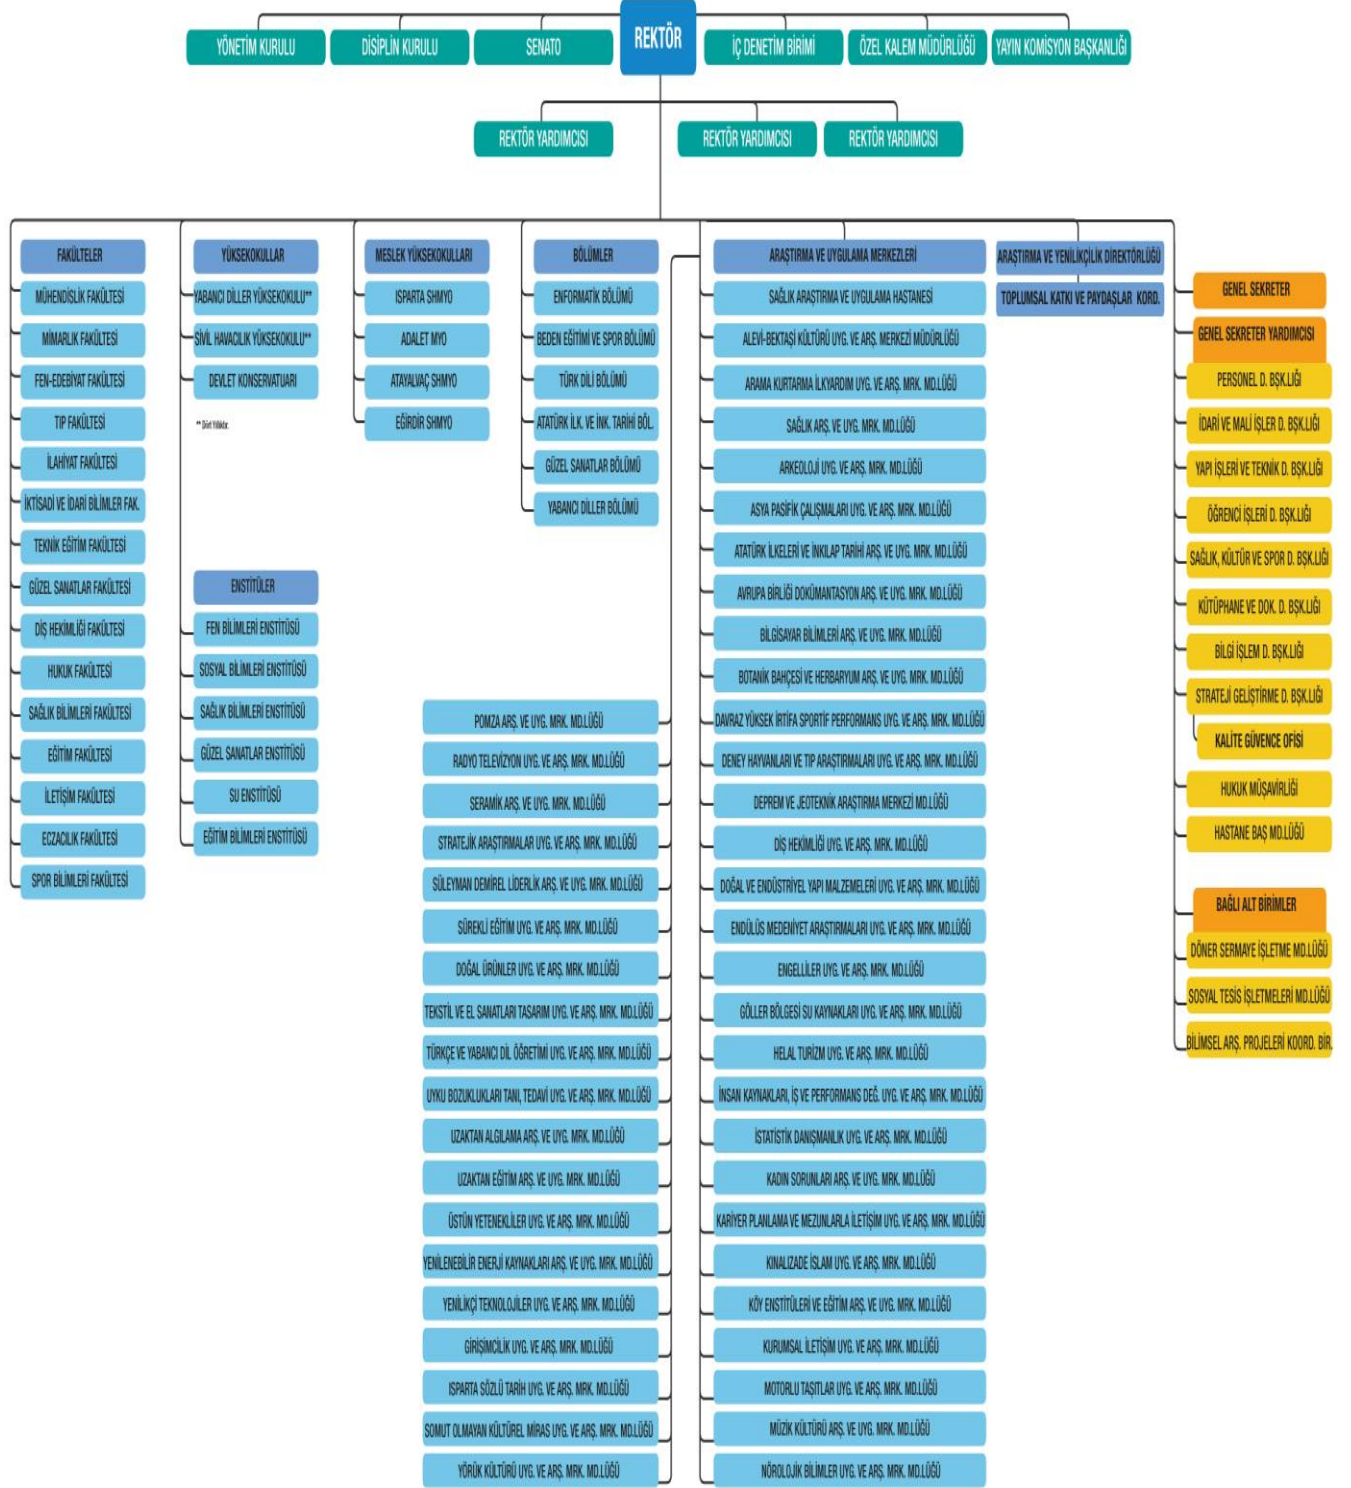 REKTÖR
YÖNETİM KURULU
DİSİPLİN KURULU
SENATO
İÇ DENETİM BİRİMİ
ÖZEL KALEM MÜDÜRLÜĞÜ
YAYIN KOMİSYON BAŞKANLIĞI
REKTÖR YARDIMCISI
REKTÖR YARDIMCISI
REKTÖR YARDIMCISI
FAKÜLTELER
MÜHENDİSLİK FAKÜLTESİ
MİMARLIK FAKÜLTESİ
FEN-EDEBİYAT FAKÜLTESİ
TIP FAKÜLTESİ
İLAHİYAT FAKÜLTESİ
İKTİSADİ VE İDARİ BİLİMLER FAK.
TEKNİK EĞİTİM FAKÜLTESİ
GÜZEL SANATLAR FAKÜLTESİ
DİŞ HEKİMLİĞİ FAKÜLTESİ
HUKUK FAKÜLTESİ
SAĞLIK BİLİMLERİ FAKÜLTESİ
EĞİTİM FAKÜLTESİ
İLETİŞİM FAKÜLTESİ
ECZACILIK FAKÜLTESİ
SPOR BİLİMLERİ FAKÜLTESİ
YÜKSEKOKULLAR
YABANCI DİLLER YÜKSEKOKULU**
SİVİL HAVACILIK YÜKSEKOKULU**
DEVLET KONSERVATUARI
** Dört Yıllıktır.
ENSTİTÜLER
FEN BİLİMLERİ ENSTİTÜSÜ
SOSYAL BİLİMLERİ ENSTİTÜSÜ
SAĞLIK BİLİMLERİ ENSTİTÜSÜ
GÜZEL SANATLAR ENSTİTÜSÜ
SU ENSTİTÜSÜ
EĞİTİM BİLİMLERİ ENSTİTÜSÜ
MESLEK YÜKSEKOKULLARI
ISPARTA SHMYO
ADALET MYO
ATAYALVAÇ SHMYO
EĞİRDİR SHMYO
BÖLÜMLER
ENFORMATİK BÖLÜMÜ
BEDEN EĞİTİMİ VE SPOR BÖLÜMÜ
TÜRK DİLİ BÖLÜMÜ
ATATÜRK İLK. VE İNK. TARİHİ BÖL.
GÜZEL SANATLAR BÖLÜMÜ
YABANCI DİLLER BÖLÜMÜ
ARAŞTIRMA VE UYGULAMA MERKEZLERİ
SAĞLIK ARAŞTIRMA VE UYGULAMA HASTANESİ
ALEVİ-BEKTAŞİ KÜLTÜRÜ UYG. VE ARŞ. MERKEZİ MÜDÜRLÜĞÜ
ARAMA KURTARMA İLKYARDIM UYG. VE ARŞ. MRK. MD.LÜĞÜ
SAĞLIK ARŞ. VE UYG. MRK. MD.LÜĞÜ
ARKEOLOJİ UYG. VE ARŞ. MRK. MD.LÜĞÜ
ASYA PASİFİK ÇALIŞMALARI UYG. VE ARŞ. MRK. MD.LÜĞÜ
ATATÜRK İLKELERİ VE İNKILAP TARİHİ ARŞ. VE UYG. MRK. MD.LÜĞÜ
AVRUPA BİRLİĞİ DOKÜMANTASYON ARŞ. VE UYG. MRK. MD.LÜĞÜ
BİLGİSAYAR BİLİMLERİ ARŞ. VE UYG. MRK. MD.LÜĞÜ
BOTANİK BAHÇESİ VE HERBARYUM ARŞ. VE UYG. MRK. MD.LÜĞÜ
DAVRAZ YÜKSEK İRTİFA SPORTİF PERFORMANS UYG. VE ARŞ. MRK. MD.LÜĞÜ
DENEY HAYVANLARI VE TIP ARAŞTIRMALARI UYG. VE ARŞ. MRK. MD.LÜĞÜ
DEPREM VE JEOTEKNİK ARAŞTIRMA MERKEZİ MD.LÜĞÜ
DİŞ HEKİMLİĞİ UYG. VE ARŞ. MRK. MD.LÜĞÜ
DOĞAL VE ENDÜSTRİYEL YAPI MALZEMELERİ UYG. VE ARŞ. MRK. MD.LÜĞÜ
ENDÜLÜS MEDENİYET ARAŞTIRMALARI UYG. VE ARŞ. MRK. MD.LÜĞÜ
ENGELLİLER UYG. VE ARŞ. MRK. MD.LÜĞÜ
GÖLLER BÖLGESİ SU KAYNAKLARI UYG. VE ARŞ. MRK. MD.LÜĞÜ
HELAL TURİZM UYG. VE ARŞ. MRK. MD.LÜĞÜ
İNSAN KAYNAKLARI, İŞ VE PERFORMANS DEĞ. UYG. VE ARŞ. MRK. MD.LÜĞÜ
İSTATİSTİK DANIŞMANLIK UYG. VE ARŞ. MRK. MD.LÜĞÜ
KADIN SORUNLARI ARŞ. VE UYG. MRK. MD.LÜĞÜ
KARİYER PLANLAMA VE MEZUNLARLA İLETİŞİM UYG. VE ARŞ. MRK. MD.LÜĞÜ
KINALIZADE İSLAM UYG. VE ARŞ. MRK. MD.LÜĞÜ
KÖY ENSTİTÜLERİ VE EĞİTİM ARŞ. VE UYG. MRK. MD.LÜĞÜ
KURUMSAL İLETİŞİM UYG. VE ARŞ. MRK. MD.LÜĞÜ
MOTORLU TAŞITLAR UYG. VE ARŞ. MRK. MD.LÜĞÜ
MÜZİK KÜLTÜRÜ ARŞ. VE UYG. MRK. MD.LÜĞÜ
NÖROLOJİK BİLİMLER UYG. VE ARŞ. MRK. MD.LÜĞÜ
POMZA ARŞ. VE UYG. MRK. MD.LÜĞÜ
RADYO TELEVİZYON UYG. VE ARŞ. MRK. MD.LÜĞÜ
SERAMİK ARŞ. VE UYG. MRK. MD.LÜĞÜ
STRATEJİK ARAŞTIRMALAR UYG. VE ARŞ. MRK. MD.LÜĞÜ
SÜLEYMAN DEMİREL LİDERLİK ARŞ. VE UYG. MRK. MD.LÜĞÜ
SÜREKLİ EĞİTİM UYG. VE ARŞ. MRK. MD.LÜĞÜ
DOĞAL ÜRÜNLER UYG. VE ARŞ. MRK. MD.LÜĞÜ
TEKSTİL VE EL SANATLARI TASARIM UYG. VE ARŞ. MRK. MD.LÜĞÜ
TÜRKÇE VE YABANCI DİL ÖĞRETİMİ UYG. VE ARŞ. MRK. MD.LÜĞÜ
UYKU BOZUKLUKLARI TANI, TEDAVİ UYG. VE ARŞ. MRK. MD.LÜĞÜ
UZAKTAN ALGILAMA ARŞ. VE UYG. MRK. MD.LÜĞÜ
UZAKTAN EĞİTİM ARŞ. VE UYG. MRK. MD.LÜĞÜ
ÜSTÜN YETENEKLİLER UYG. VE ARŞ. MRK. MD.LÜĞÜ
YENİLENEBİLİR ENERJİ KAYNAKLARI ARŞ. VE UYG. MRK. MD.LÜĞÜ
YENİLİKÇİ TEKNOLOJİLER UYG. VE ARŞ. MRK. MD.LÜĞÜ
GİRİŞİMCİLİK UYG. VE ARŞ. MRK. MD.LÜĞÜ
ISPARTA SÖZLÜ TARİH UYG. VE ARŞ. MRK. MD.LÜĞÜ
SOMUT OLMAYAN KÜLTÜREL MİRAS UYG. VE ARŞ. MRK. MD.LÜĞÜ
YÖRÜK KÜLTÜRÜ UYG. VE ARŞ. MRK. MD.LÜĞÜ
ARAŞTIRMA VE YENİLİKÇİLİK DİREKTÖRLÜĞÜ
TOPLUMSAL KATKI VE PAYDAŞLAR KORD.
GENEL SEKRETER
GENEL SEKRETER YARDIMCISI
PERSONEL D. BŞK.LIĞI
İDARİ VE MALİ İŞLER D. BŞK.LIĞI
YAPI İŞLERİ VE TEKNİK D. BŞK.LIĞI
ÖĞRENCİ İŞLERİ D. BŞK.LIĞI
SAĞLIK, KÜLTÜR VE SPOR D. BŞK.LIĞI
KÜTÜPHANE VE DOK. D. BŞK.LIĞI
BİLGİ İŞLEM D. BŞK.LIĞI
STRATEJİ GELİŞTİRME D. BŞK.LIĞI
KALİTE GÜVENCE OFİSİ
HUKUK MÜŞAVİRLİĞİ
HASTANE BAŞ MD.LÜĞÜ
BAĞLI ALT BİRİMLER
DÖNER SERMAYE İŞLETME MD.LÜĞÜ
SOSYAL TESİS İŞLETMELERİ MD.LÜĞÜ
BİLİMSEL ARŞ. PROJELERİ KOORD. BİR.